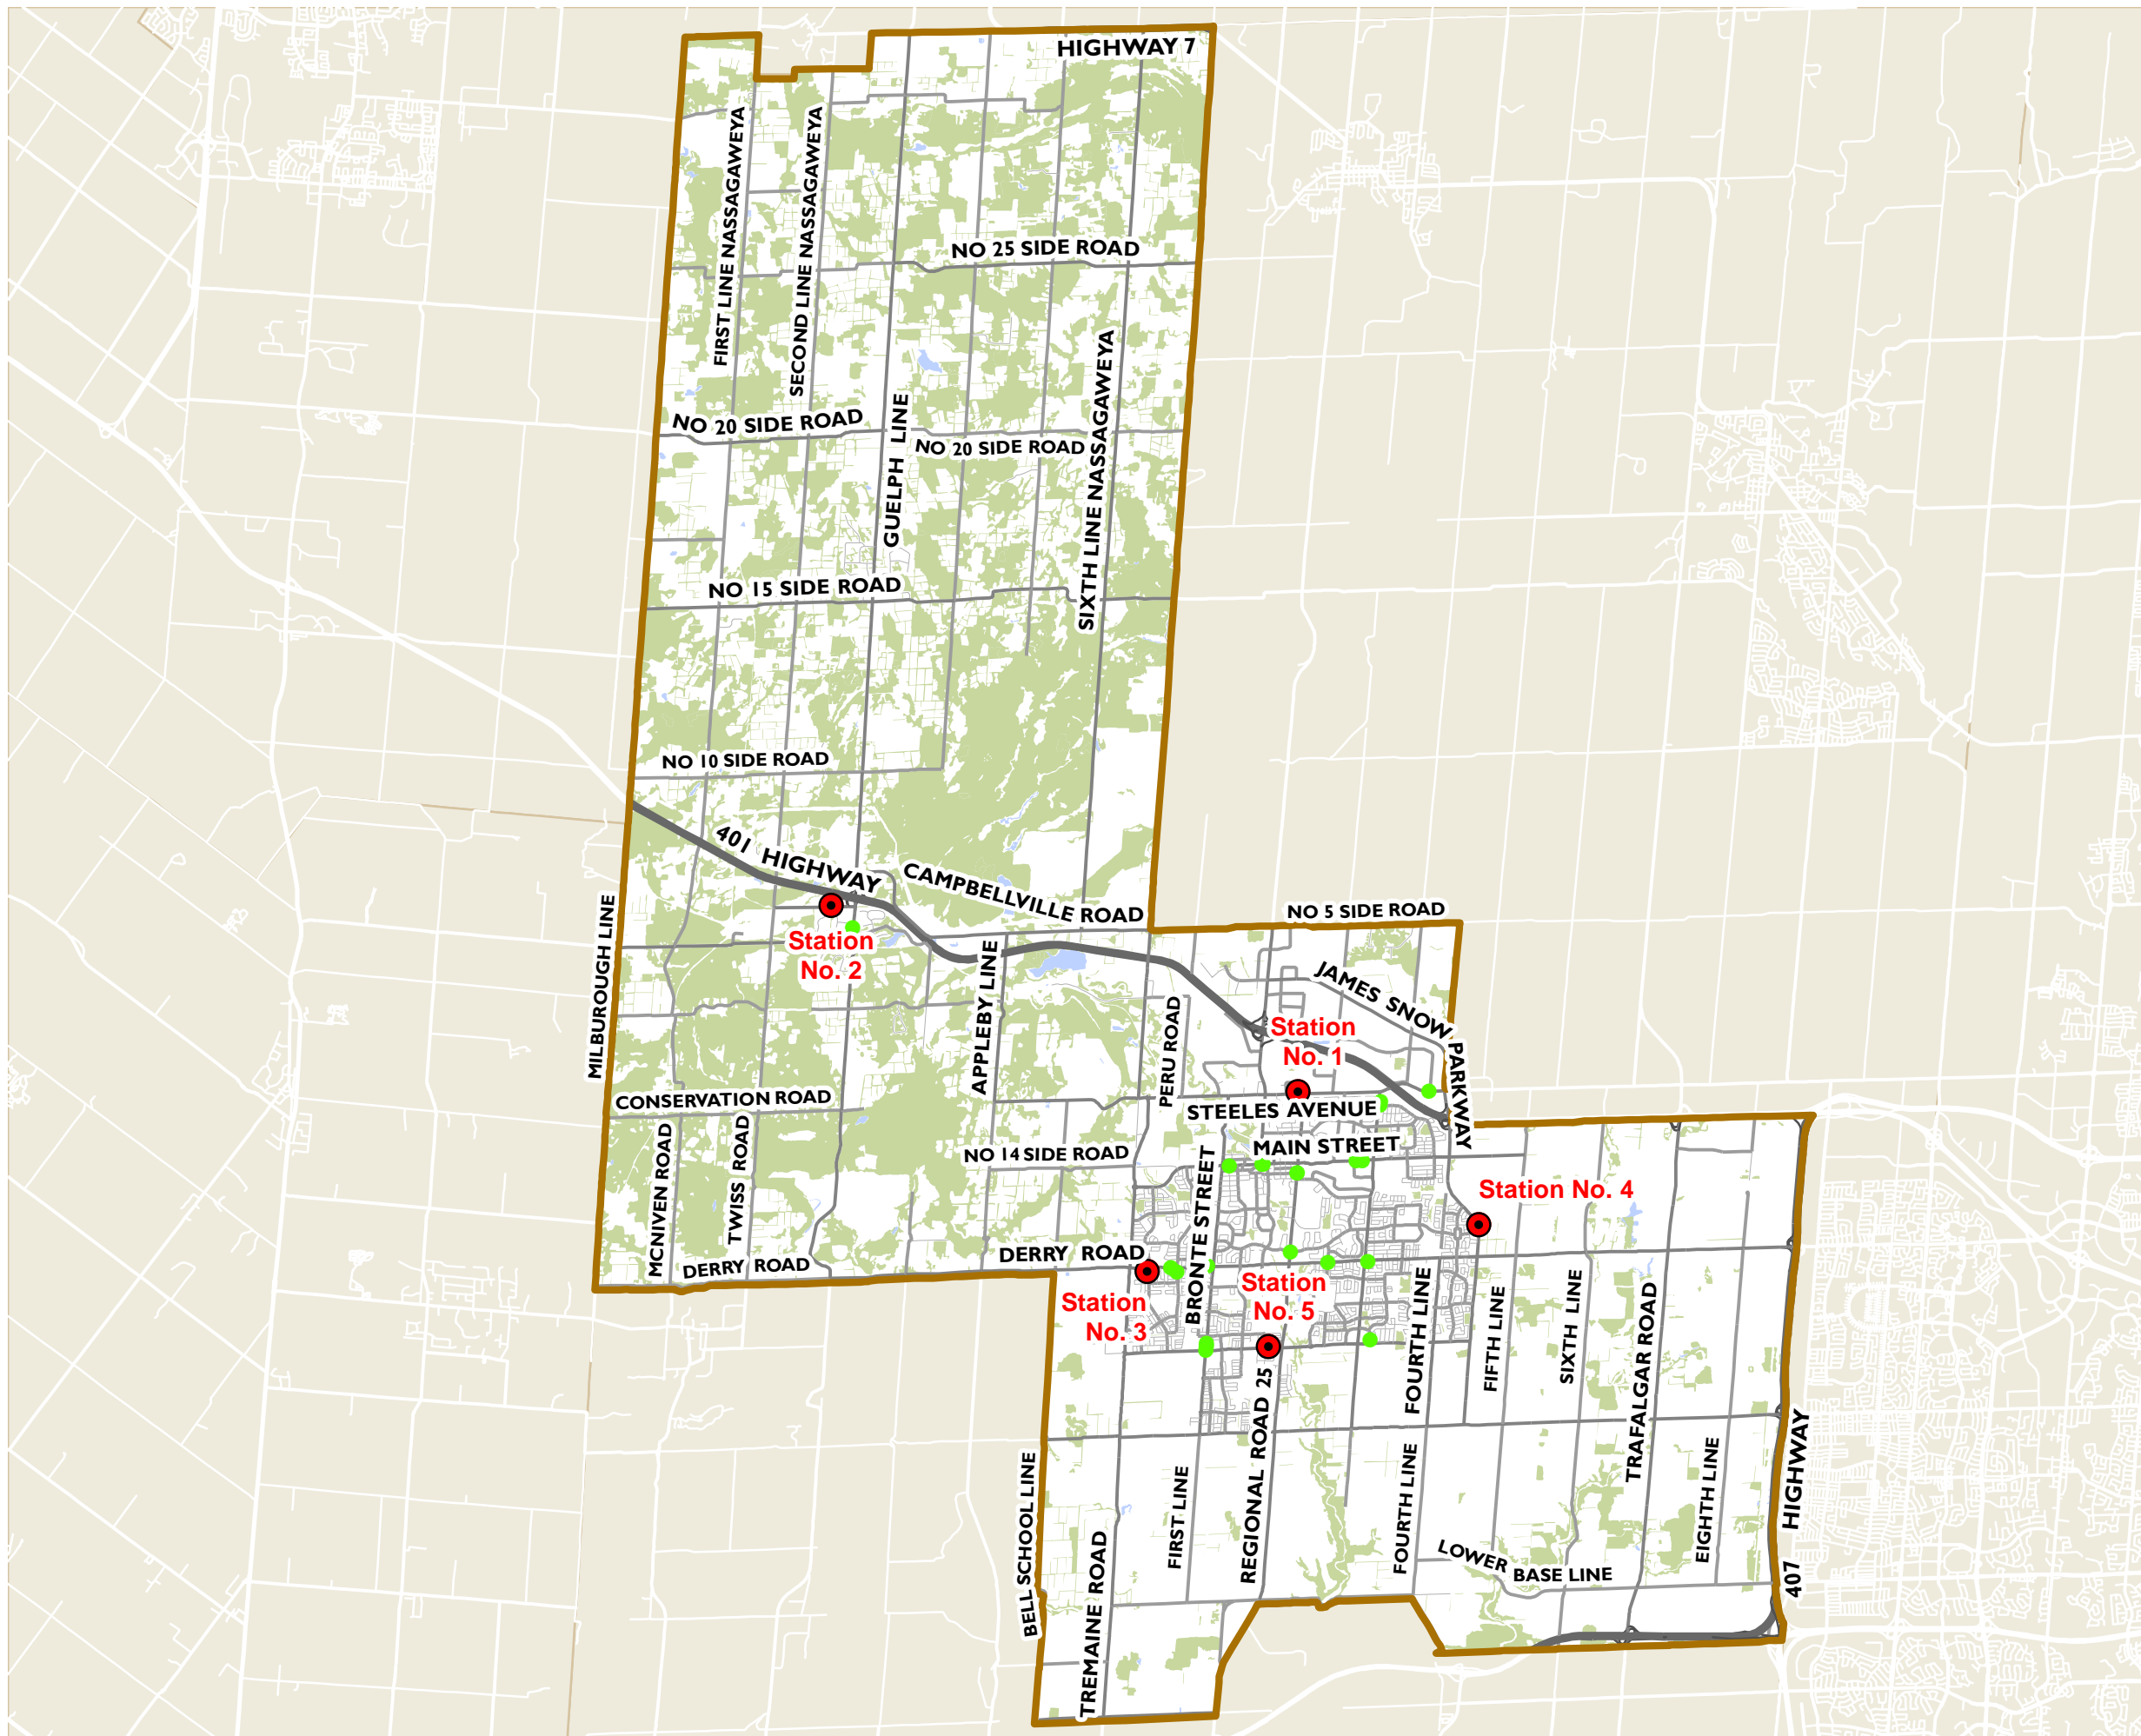 HIGHWAY 7
FIRST LINE NASSAGAWEYA
SECOND LINE NASSAGAWEYA
NO 25 SIDE ROAD
SIXTH LINE NASSAGAWEYA
GUELPH LINE
NO 20 SIDE ROAD
NO 20 SIDE ROAD
NO 15 SIDE ROAD
NO 10 SIDE ROAD
401 HIGHWAY
CAMPBELLVILLE ROAD
NO 5 SIDE ROAD
MILBUROUGH LINE
Station
No. 2
APPLEBY LINE
JAMES SNOW PARKWAY
PERU ROAD
Station
No. 1
CONSERVATION ROAD
STEELES AVENUE
MCNIVEN ROAD
TWISS ROAD
NO 14 SIDE ROAD
MAIN STREET
BRONTE STREET
Station No. 4
DERRY ROAD
DERRY ROAD
Station
No. 3
Station
No. 5
FOURTH LINE
FIFTH LINE
SIXTH LINE
TRAFALGAR ROAD
REGIONAL ROAD 25
BELL SCHOOL LINE
FIRST LINE
FOURTH LINE
EIGHTH LINE
407 HIGHWAY
TREMAINE ROAD
LOWER BASE LINE